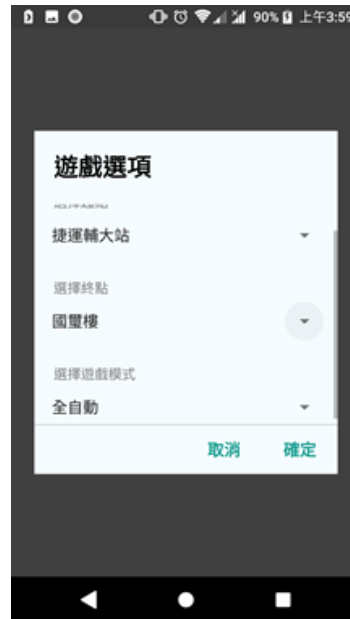 90% 上午3:59
遊戲選項
捷運輔大站
選擇終點
國璽樓
選擇遊戲模式
全自動
取消 確定